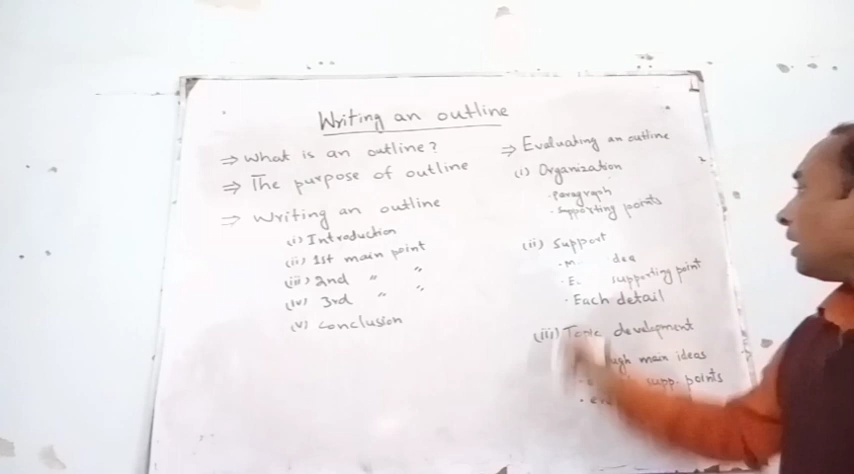 Writing an outline
⇒ What is an outline?
⇒ The purpose of outline
⇒ Writing an outline
(i) Introduction
(ii) 1st main point
(iii) 2nd " "
(iv) 3rd " "
(v) Conclusion
⇒ Evaluating an outline
(i) Organization
· Paragraph
· Supporting points
(ii) Support
· supporting point
· Each detail
(iii) Topic development
main ideas
· supp. points